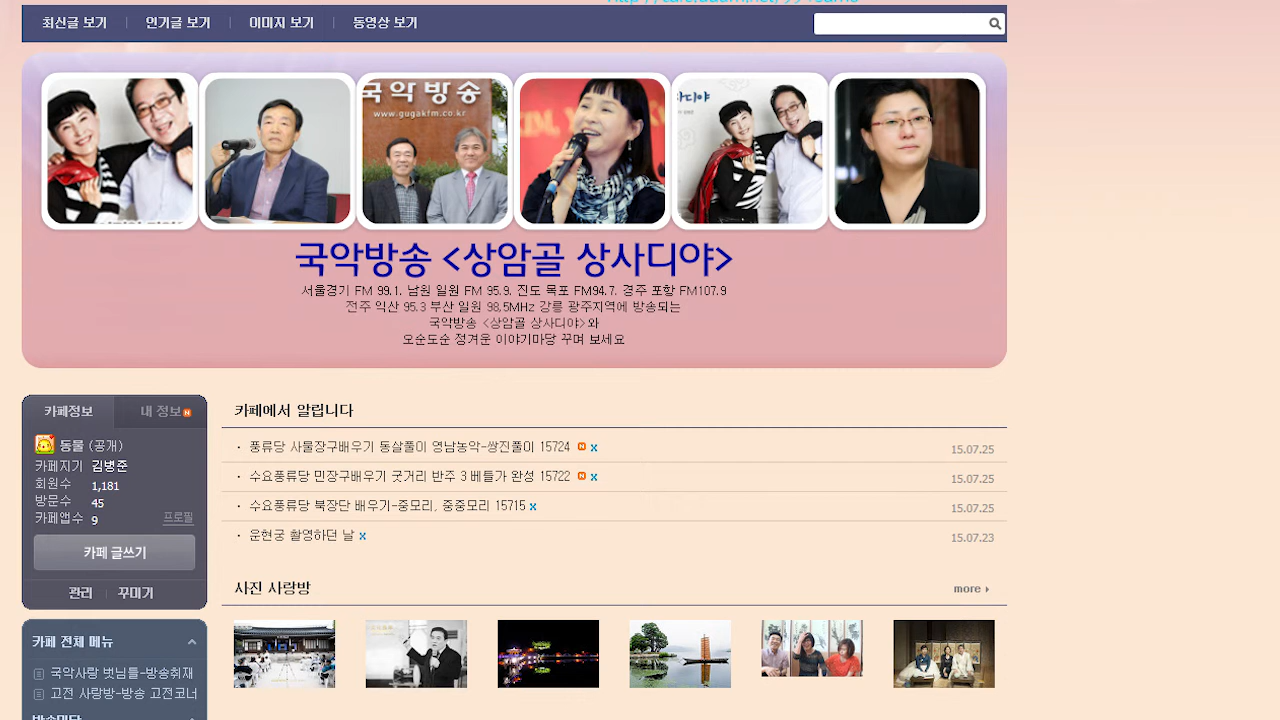 최신글 보기 | 인기글 보기 | 이미지 보기 | 동영상 보기
국악방송
www.gugakfm.co.kr
국악방송 <상암골 상사디야>
서울경기 FM 99.1, 남원 일원 FM 95.9, 진도 목포 FM94.7, 경주 포항 FM107.9
전주 익산 95.3 부산 일원 98,5MHz 강릉 광주지역에 방송되는
국악방송 <상암골 상사디야>와
오순도순 정겨운 이야기마당 꾸며 보세요
카페정보 내 정보 N
동물 (공개)
카페지기 김병준
회원수 1,181
방문수 45
카페앱수 9 프로필
카페 글쓰기
관리 | 꾸미기
카페 전체 메뉴
국악사랑 벗님들-방송취재
고전 사랑방-방송 고전코너
방송마당
카페에서 알립니다
· 풍류당 사물장구배우기 동살풀이 영남농악-쌍진풀이 15724 N x 15.07.25
· 수요풍류당 민장구배우기 굿거리 반주 3 베틀가 완성 15722 N x 15.07.25
· 수요풍류당 북장단 배우기-중모리, 중중모리 15715 x 15.07.25
· 운현궁 촬영하던 날 x 15.07.23
사진 사랑방 more